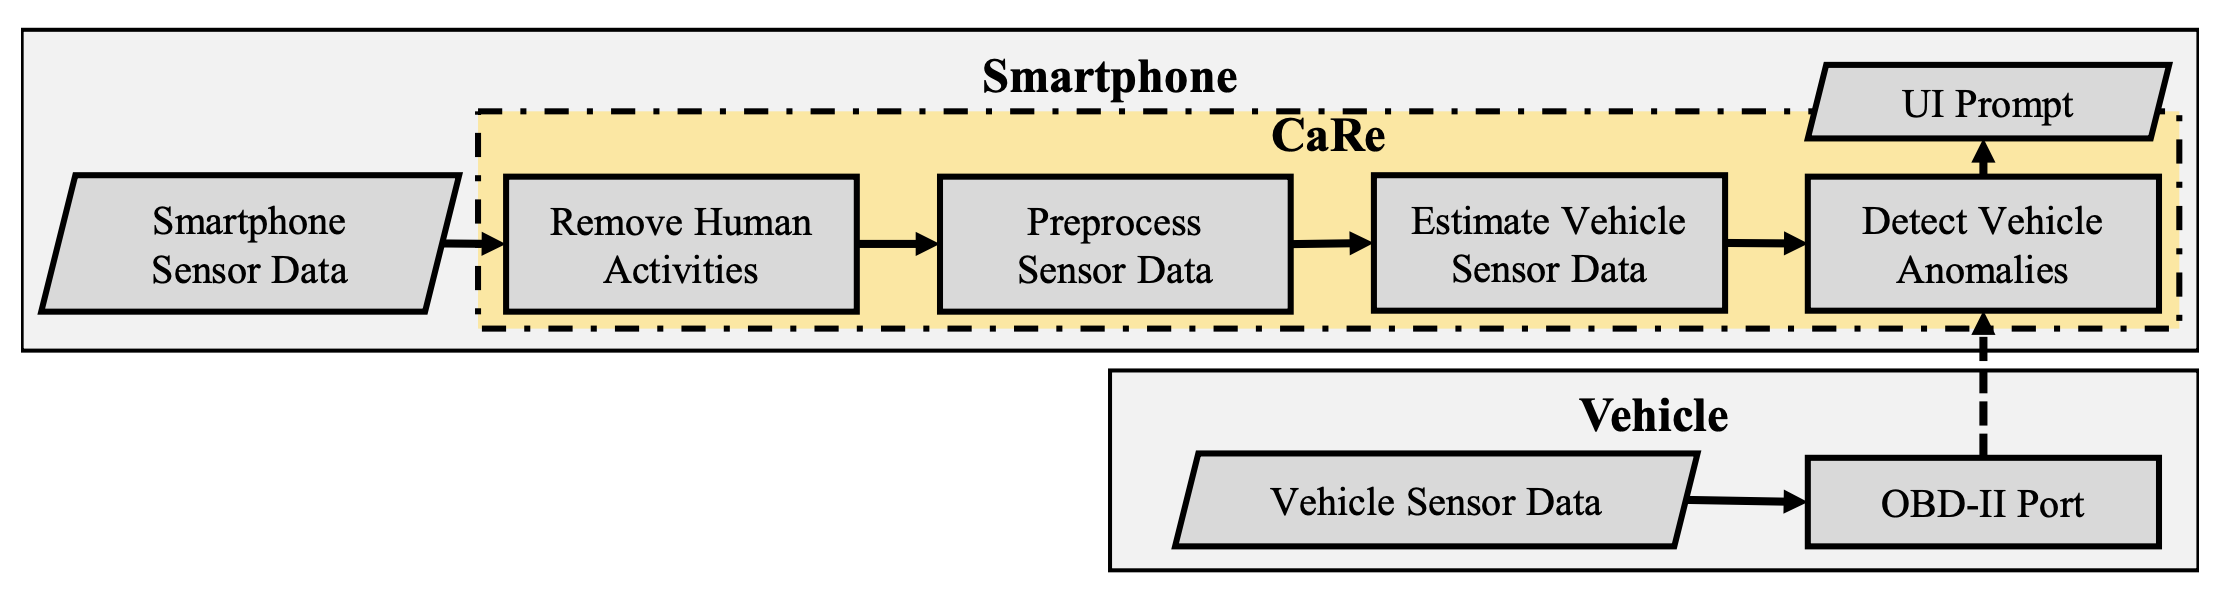 Smartphone
UI Prompt
CaRe
Smartphone
Sensor Data
Remove Human
Activities
Preprocess
Sensor Data
Estimate Vehicle
Sensor Data
Detect Vehicle
Anomalies
Vehicle
Vehicle Sensor Data
OBD-II Port